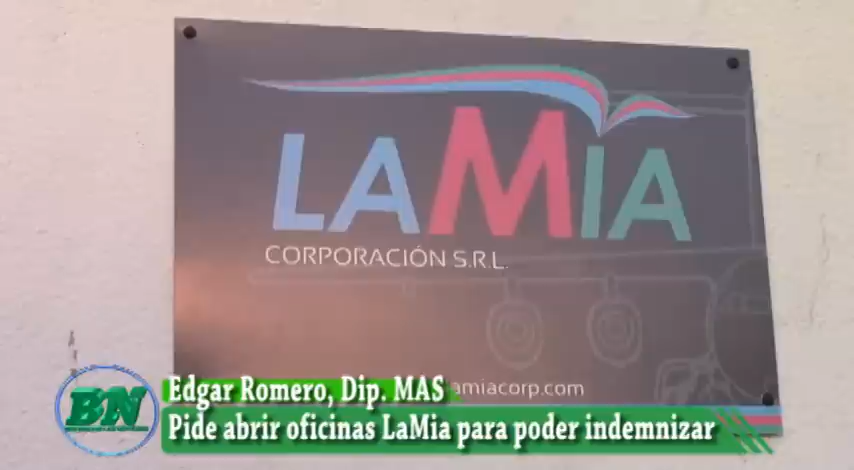 LAMIA
CORPORACIÓN S.R.L.
amiacorp.com
BN
Edgar Romero, Dip. MAS
Pide abrir oficinas LaMia para poder indemnizar